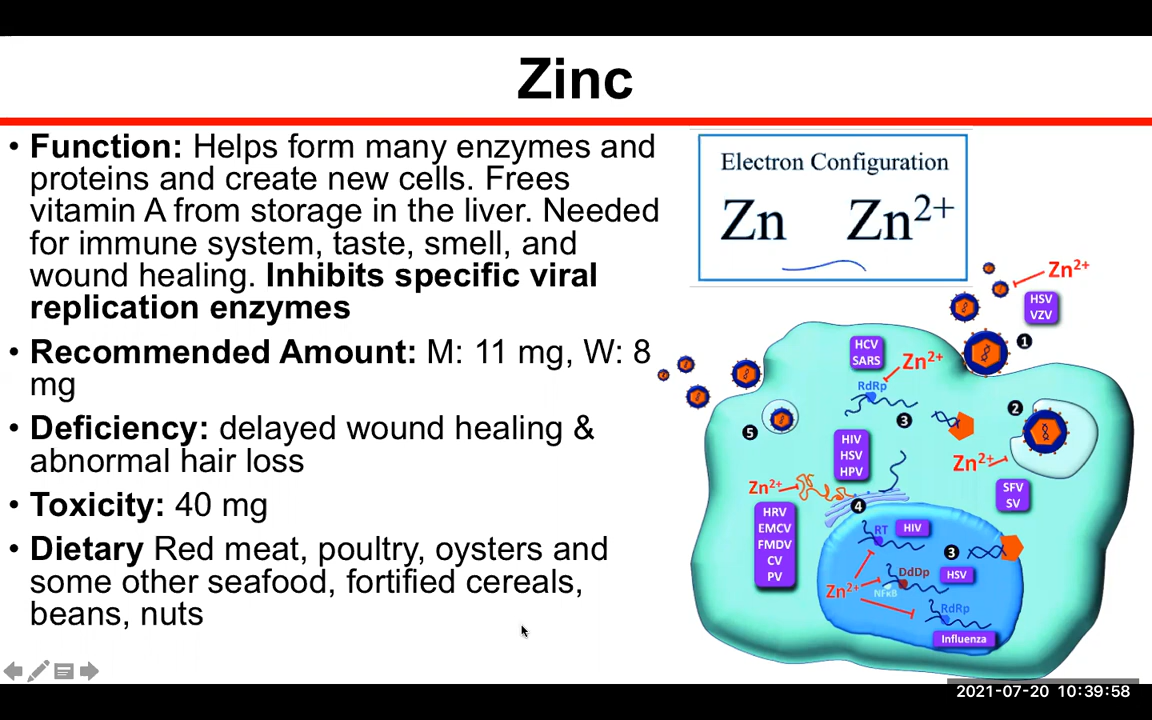 Zinc
• Function: Helps form many enzymes and
proteins and create new cells. Frees
vitamin A from storage in the liver. Needed
for immune system, taste, smell, and
wound healing. Inhibits specific viral
replication enzymes
• Recommended Amount: M: 11 mg, W: 8
mg
• Deficiency: delayed wound healing &
abnormal hair loss
• Toxicity: 40 mg
• Dietary Red meat, poultry, oysters and
some other seafood, fortified cereals,
beans, nuts
Electron Configuration
Zn Zn²⁺
Zn²⁺
HSV
VZV
1
HCV
SARS
Zn²⁺
RdRp
3
2
Zn²⁺
SFV
SV
5
HIV
HSV
HPV
Zn²⁺
4
HRV
EMCV
FMDV
CV
PV
RT HIV
3
DdDp HSV
Zn²⁺
NFκB
RdRp
Influenza
2021-07-20 10:39:58